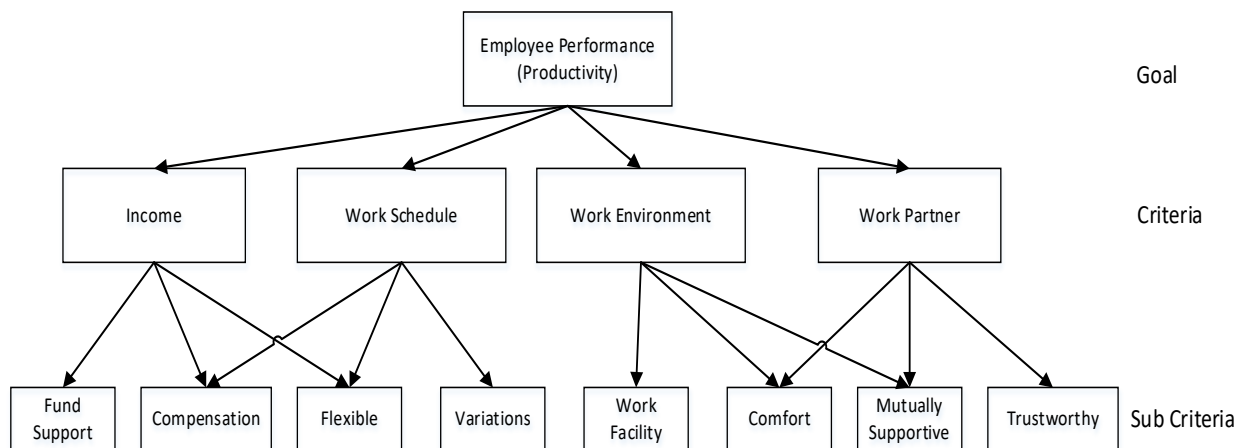 Employee Performance
(Productivity)
Goal
Income
Work Schedule
Work Environment
Work Partner
Criteria
Fund
Support
Compensation
Flexible
Variations
Work
Facility
Comfort
Mutually
Supportive
Trustworthy
Sub Criteria